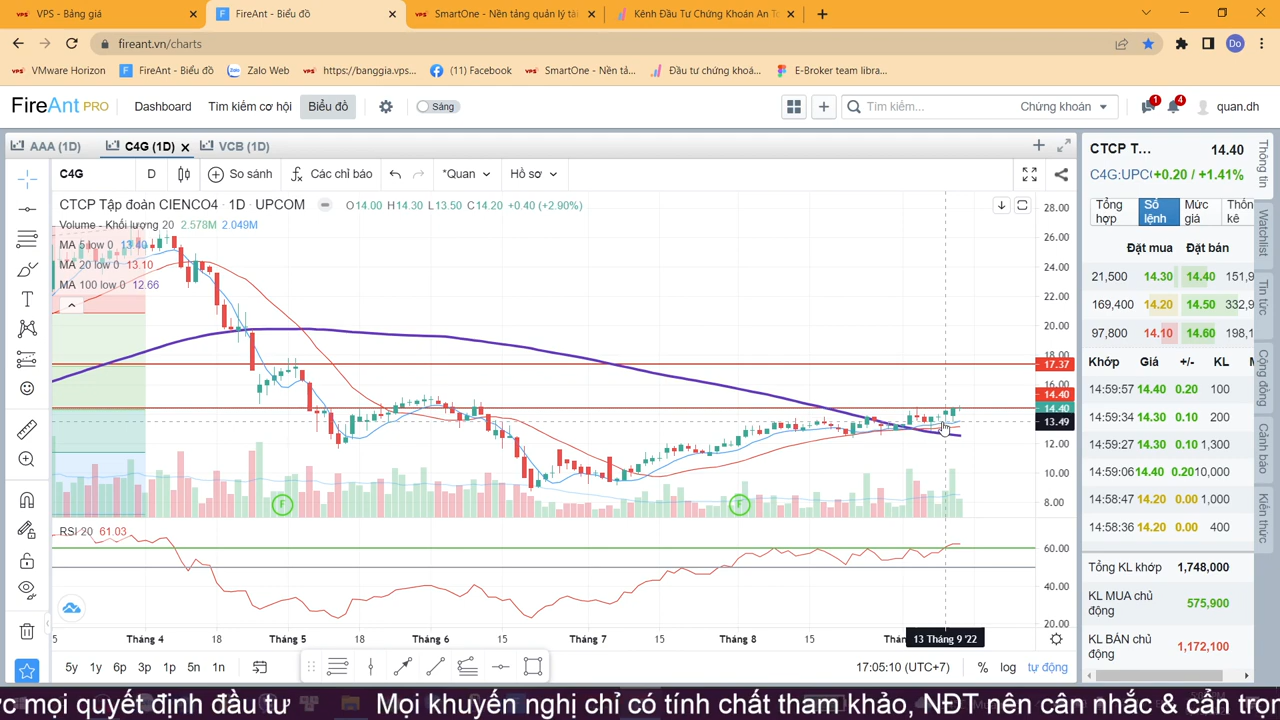 VPS - Bảng giá
FireAnt - Biểu đồ
SmartOne - Nền tảng quản lý tài
Kênh Đầu Tư Chứng Khoán An To
fireant.vn/charts
Do
VMware Horizon
FireAnt - Biểu đồ
Zalo Web
https://banggia.vps...
(11) Facebook
SmartOne - Nền tả...
Đầu tư chứng khoá...
E-Broker team libra...
FireAnt PRO
Dashboard
Tìm kiếm cơ hội
Biểu đồ
Sáng
Tìm kiếm...
Chứng khoán
1
4
quan.dh
AAA (1D)
C4G (1D)
VCB (1D)
C4G
D
So sánh
Các chỉ báo
*Quan
Hồ sơ
CTCP Tập đoàn CIENCO4 · 1D · UPCOM
O14.00 H14.30 L13.50 C14.20 +0.40 (+2.90%)
Volume - Khối lượng 20 2.578M 2.049M
MA 5 low 0 13.40
MA 20 low 0 13.10
MA 100 low 0 12.66
28.00
26.00
24.00
22.00
20.00
18.00
17.37
16.00
14.40
14.40
13.49
12.00
10.00
8.00
F
F
RSI 20 61.03
60.00
40.00
20.00
5
Tháng 4
18
Tháng 5
18
Tháng 6
15
Tháng 7
15
Tháng 8
15
Thán
13 Tháng 9 '22
5y
1y
6p
3p
1p
5n
1n
17:05:10 (UTC+7)
%
log
tự động
CTCP T...
14.40
C4G:UPC
+0.20 / +1.41%
Tổng hợp
Sổ lệnh
Mức giá
Thôn kê
Đặt mua
Đặt bán
21,500 14.30 14.40 151,9
169,400 14.20 14.50 332,9
97,800 14.10 14.60 198,1
Khớp Giá +/- KL
14:59:57 14.40 0.20 100
14:59:34 14.30 0.10 200
14:59:27 14.30 0.10 1,300
14:59:06 14.40 0.20 10,000
14:58:47 14.20 0.00 1,000
14:58:36 14.20 0.00 400
Tổng KL khớp 1,748,000
KL MUA chủ động 575,900
KL BÁN chủ động 1,172,100
Thông tin
Watchlist
Tin tức
Cộng đồng
Cảnh báo
Kiến thức
c mọi quyết định đầu tư
Mọi khuyến nghị chỉ có tính chất tham khảo, NĐT nên cân nhắc & cẩn trọn